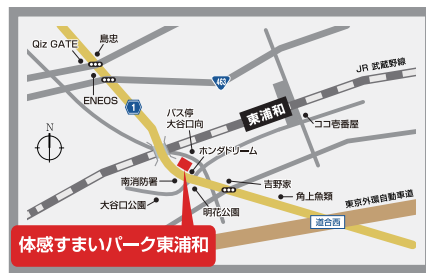 島忠
Qiz GATE
ENEOS
463
JR 武蔵野線
1
バス停
大谷口向
東浦和
ココ壱番屋
N
ホンダドリーム
南消防署
吉野家
大谷口公園
明花公園
角上魚類
東京外環自動車道
道合西
体感すまいパーク東浦和